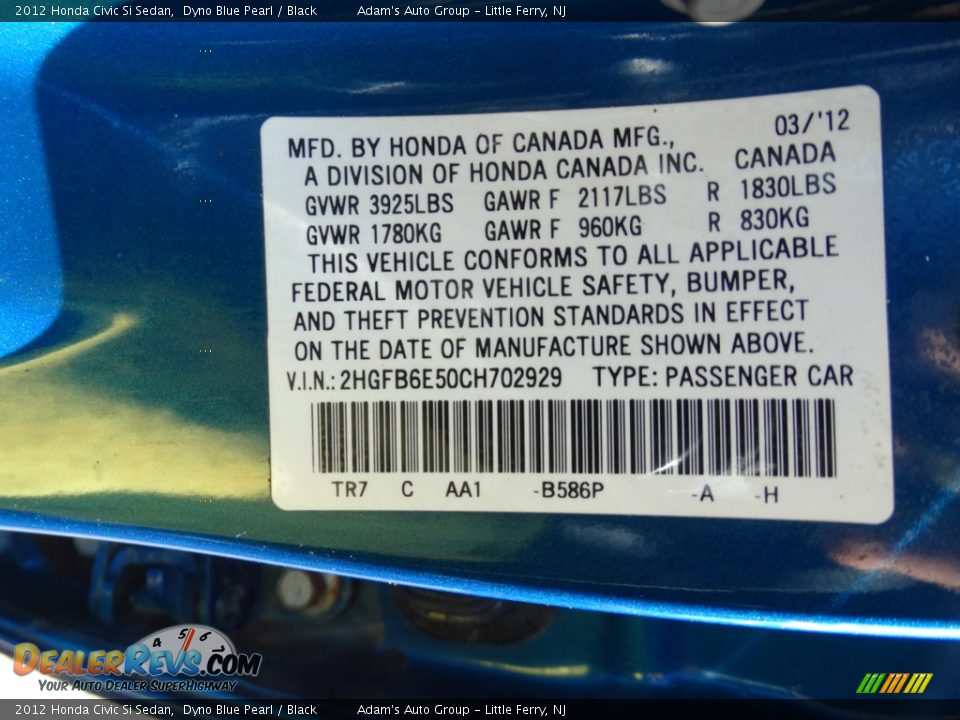 2012 Honda Civic Si Sedan,  Dyno Blue Pearl / Black  Adam's Auto Group - Little Ferry, NJ
03/'12
MFD. BY HONDA OF CANADA MFG.,
A DIVISION OF HONDA CANADA INC.  CANADA
GVWR 3925LBS  GAWR F  2117LBS  R  1830LBS
GVWR 1780KG  GAWR F  960KG  R  830KG
THIS VEHICLE CONFORMS TO ALL APPLICABLE
FEDERAL MOTOR VEHICLE SAFETY, BUMPER,
AND THEFT PREVENTION STANDARDS IN EFFECT
ON THE DATE OF MANUFACTURE SHOWN ABOVE.
V.I.N.: 2HGFB6E50CH702929  TYPE: PASSENGER CAR
TR7  C  AA1  -B586P  -A  -H
4 5 6
DEALERREVS.COM
YOUR AUTO DEALER SUPERHIGHWAY
2012 Honda Civic Si Sedan,  Dyno Blue Pearl / Black  Adam's Auto Group - Little Ferry, NJ